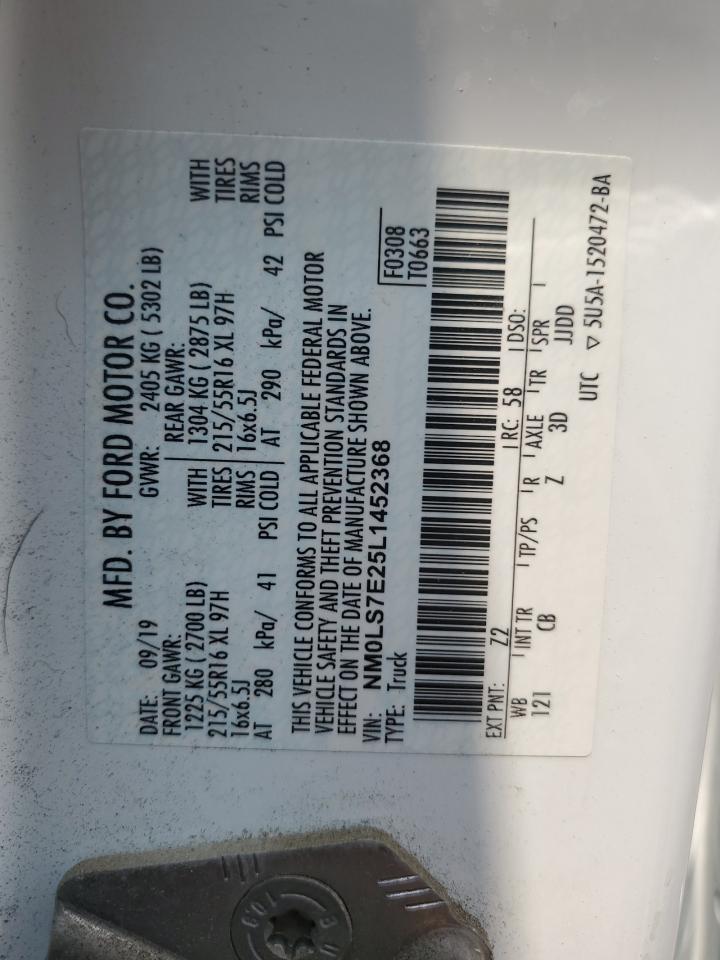 MFD. BY FORD MOTOR CO.
DATE: 09/19 GVWR: 2405 KG ( 5302 LB)
FRONT GAWR: REAR GAWR:
1225 KG ( 2700 LB) WITH 1304 KG ( 2875 LB) WITH
215/55R16 XL 97H TIRES 215/55R16 XL 97H TIRES
16x6.5J RIMS 16x6.5J RIMS
AT 280 kPa/ 41 PSI COLD AT 290 kPa/ 42 PSI COLD
THIS VEHICLE CONFORMS TO ALL APPLICABLE FEDERAL MOTOR
VEHICLE SAFETY AND THEFT PREVENTION STANDARDS IN
EFFECT ON THE DATE OF MANUFACTURE SHOWN ABOVE.
VIN: NM0LS7E25L1452368
TYPE: Truck
F0308
T0663
EXT PNT: Z2 RC: 58 DSO:
WB INT TR TP/PS R AXLE TR SPR
121 CB Z 3D JJDD
UTC ▽ 5U5A-1520472-BA
10.9
B U